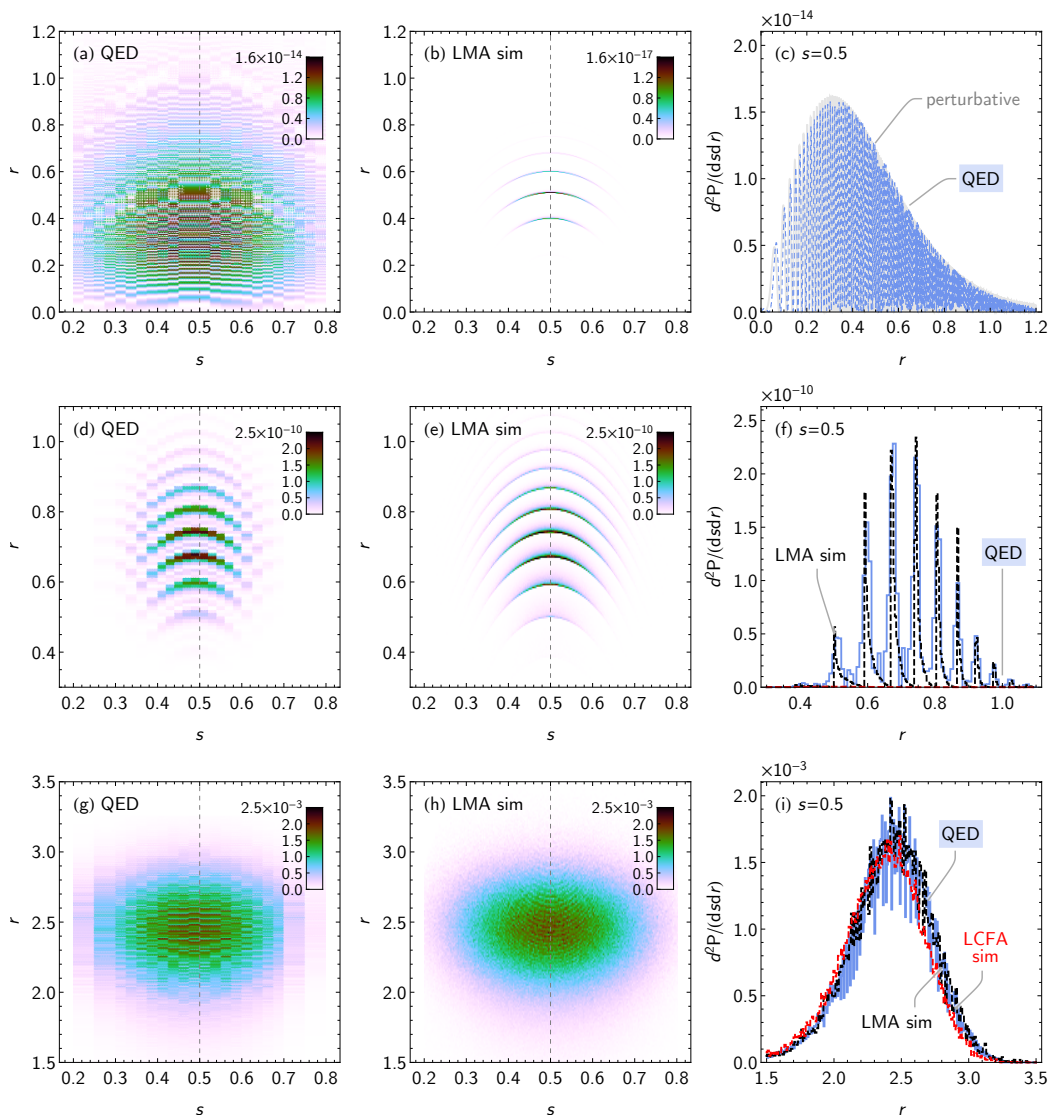 (a) QED
1.6×10⁻¹⁴
1.2
0.8
0.4
0.0
r
1.2
1.0
0.8
0.6
0.4
0.2
0.0
0.2 0.3 0.4 0.5 0.6 0.7 0.8
s
(b) LMA sim
1.6×10⁻¹⁷
1.2
0.8
0.4
0.0
r
1.2
1.0
0.8
0.6
0.4
0.2
0.0
0.2 0.3 0.4 0.5 0.6 0.7 0.8
s
×10⁻¹⁴
(c) s=0.5
perturbative
QED
d²P/(dsdr)
2.0
1.5
1.0
0.5
0.0
0.0 0.2 0.4 0.6 0.8 1.0 1.2
r
(d) QED
2.5×10⁻¹⁰
2.0
1.5
1.0
0.5
0.0
r
1.0
0.8
0.6
0.4
0.2 0.3 0.4 0.5 0.6 0.7 0.8
s
(e) LMA sim
2.5×10⁻¹⁰
2.0
1.5
1.0
0.5
0.0
r
1.0
0.8
0.6
0.4
0.2 0.3 0.4 0.5 0.6 0.7 0.8
s
×10⁻¹⁰
(f) s=0.5
LMA sim
QED
d²P/(dsdr)
2.5
2.0
1.5
1.0
0.5
0.0
0.4 0.6 0.8 1.0
r
(g) QED
2.5×10⁻³
2.0
1.5
1.0
0.5
0.0
r
3.5
3.0
2.5
2.0
1.5
0.2 0.3 0.4 0.5 0.6 0.7 0.8
s
(h) LMA sim
2.5×10⁻³
2.0
1.5
1.0
0.5
0.0
r
3.5
3.0
2.5
2.0
1.5
0.2 0.3 0.4 0.5 0.6 0.7 0.8
s
×10⁻³
(i) s=0.5
QED
LCFA
sim
LMA sim
d²P/(dsdr)
2.0
1.5
1.0
0.5
0.0
1.5 2.0 2.5 3.0 3.5
r